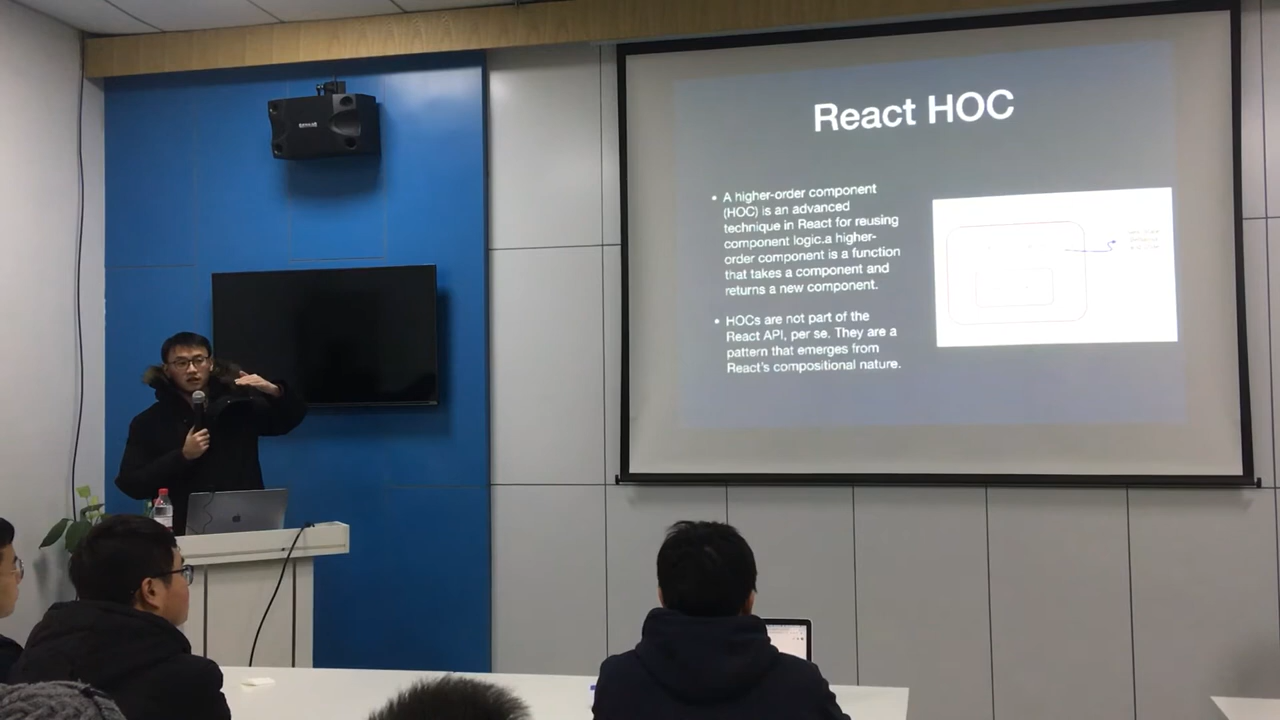 React HOC
• A higher-order component
(HOC) is an advanced
technique in React for reusing
component logic.a higher-
order component is a function
that takes a component and
returns a new component.
• HOCs are not part of the
React API, per se. They are a
pattern that emerges from
React's compositional nature.